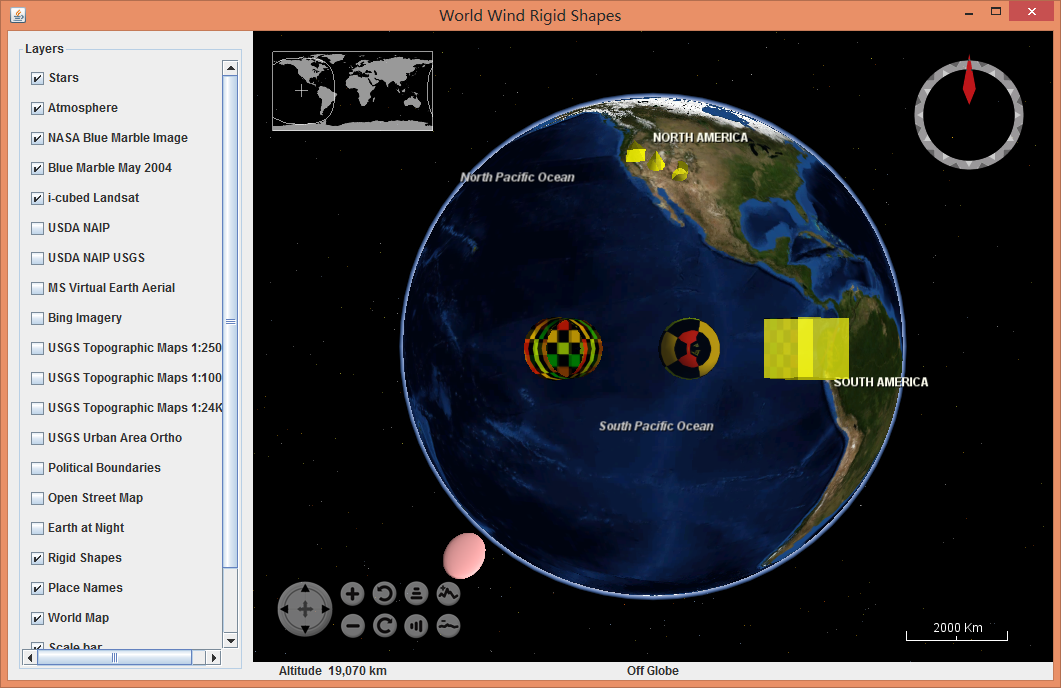 World Wind Rigid Shapes
Layers
Stars
Atmosphere
NASA Blue Marble Image
Blue Marble May 2004
i-cubed Landsat
USDA NAIP
USDA NAIP USGS
MS Virtual Earth Aerial
Bing Imagery
USGS Topographic Maps 1:250
USGS Topographic Maps 1:100
USGS Topographic Maps 1:24K
USGS Urban Area Ortho
Political Boundaries
Open Street Map
Earth at Night
Rigid Shapes
Place Names
World Map
Scale bar
NORTH AMERICA
North Pacific Ocean
SOUTH AMERICA
South Pacific Ocean
2000 Km
Altitude 19,070 km
Off Globe